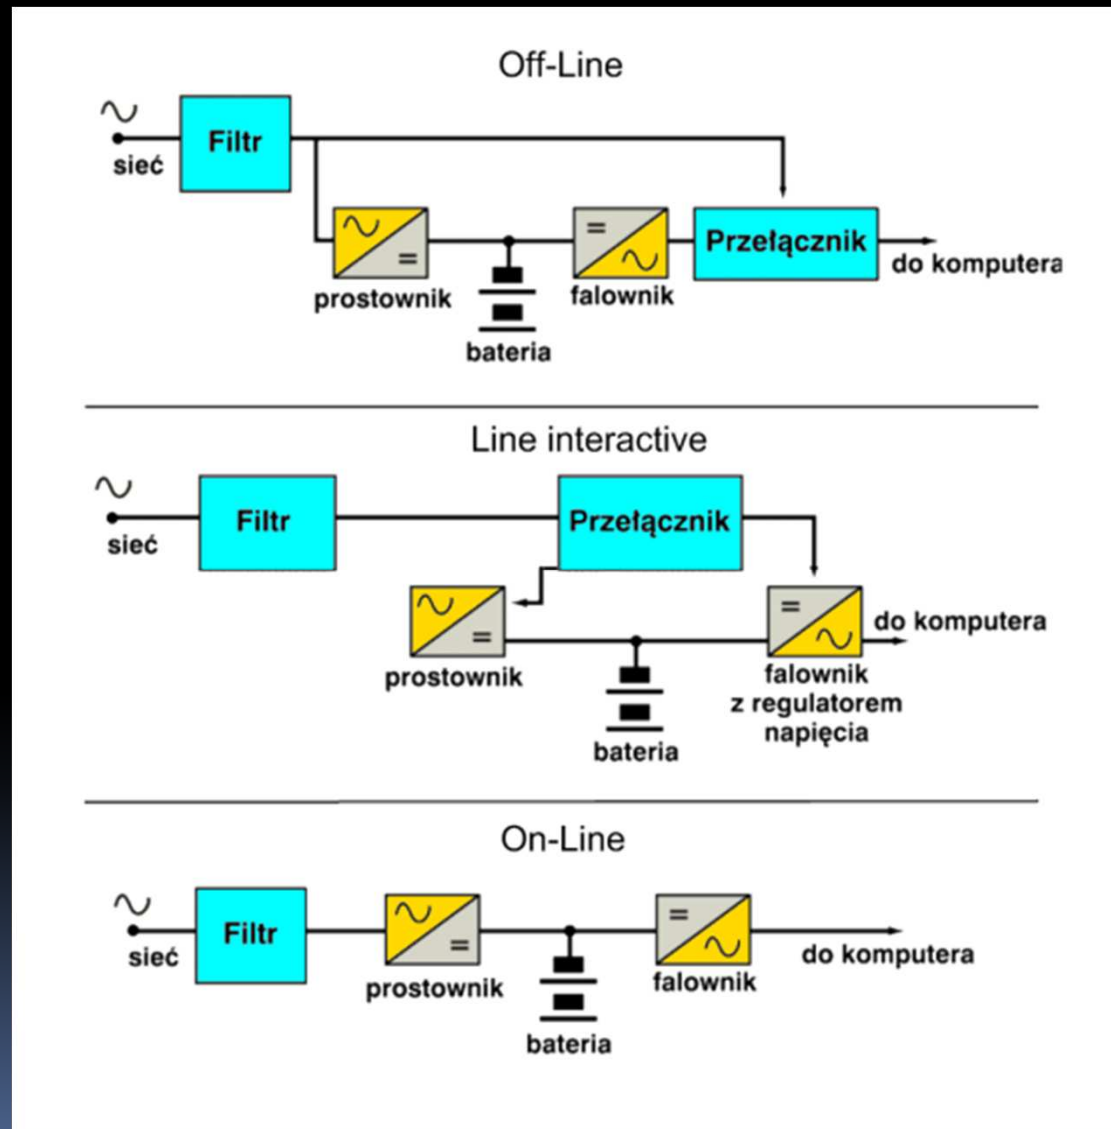 Off-Line
Filtr
sieć
Przełącznik
do komputera
prostownik
falownik
bateria
Line interactive
Filtr
Przełącznik
sieć
do komputera
prostownik
falownik
z regulatorem
napięcia
bateria
On-Line
Filtr
sieć
do komputera
prostownik
falownik
bateria